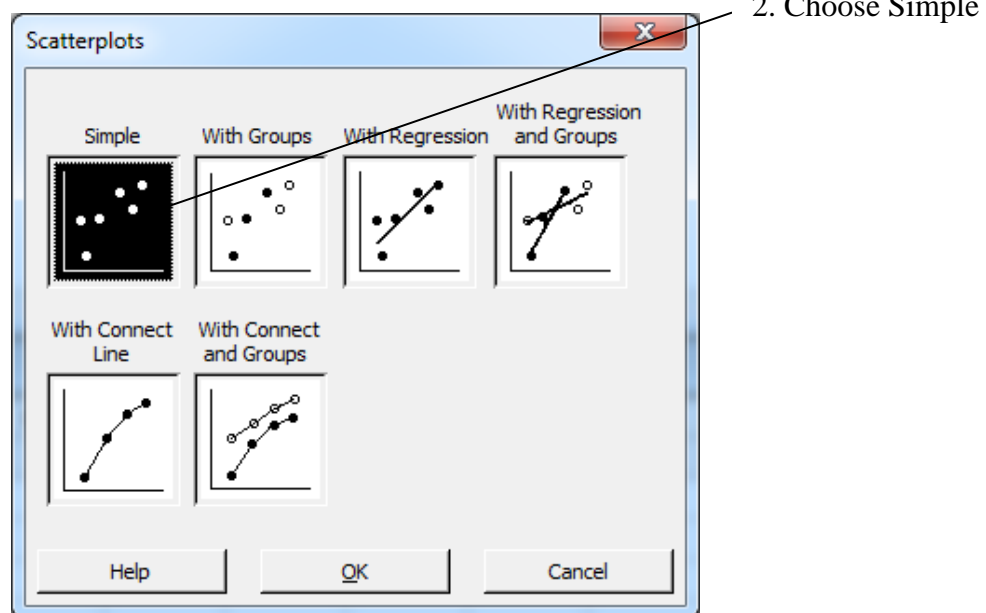 2. Choose Simple
Scatterplots
x
Simple
With Groups
With Regression
With Regression
and Groups
With Connect
Line
With Connect
and Groups
Help
OK
Cancel